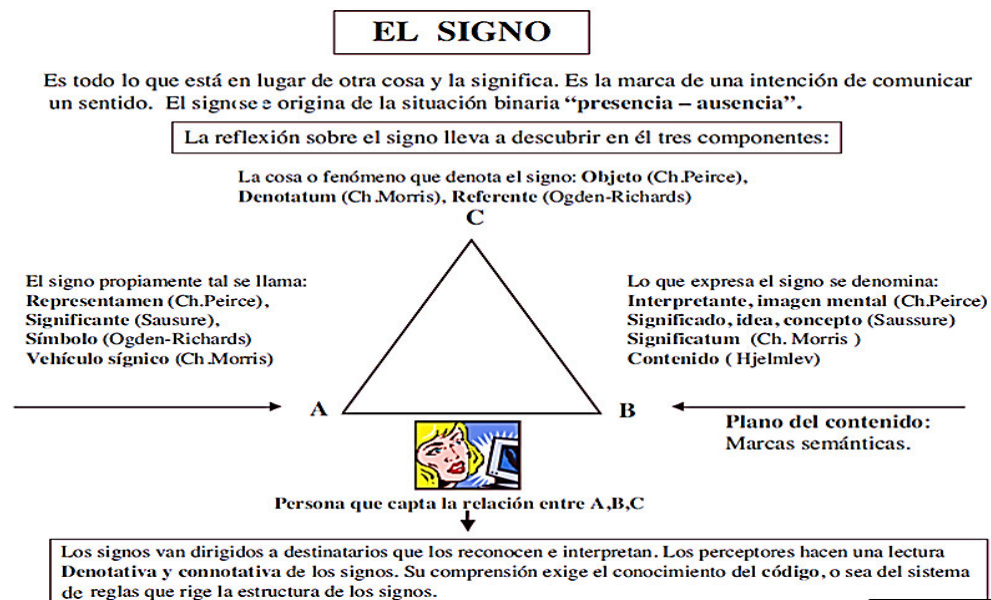 EL SIGNO
Es todo lo que está en lugar de otra cosa y la significa. Es la marca de una intención de comunicar
un sentido. El signo se origina de la situación binaria “presencia – ausencia”.
La reflexión sobre el signo lleva a descubrir en él tres componentes:
La cosa o fenómeno que denota el signo: Objeto (Ch.Peirce),
Denotatum (Ch.Morris), Referente (Ogden-Richards)
C
El signo propiamente tal se llama:
Representamen (Ch.Peirce),
Significante (Sausure),
Símbolo (Ogden-Richards)
Vehículo sígnico (Ch.Morris)
Lo que expresa el signo se denomina:
Interpretante, imagen mental (Ch.Peirce)
Significado, idea, concepto (Saussure)
Significatum (Ch. Morris )
Contenido ( Hjelmlev)
A
B
Plano del contenido:
Marcas semánticas.
Persona que capta la relación entre A,B,C
Los signos van dirigidos a destinatarios que los reconocen e interpretan. Los perceptores hacen una lectura
Denotativa y connotativa de los signos. Su comprensión exige el conocimiento del código, o sea del sistema
de reglas que rige la estructura de los signos.